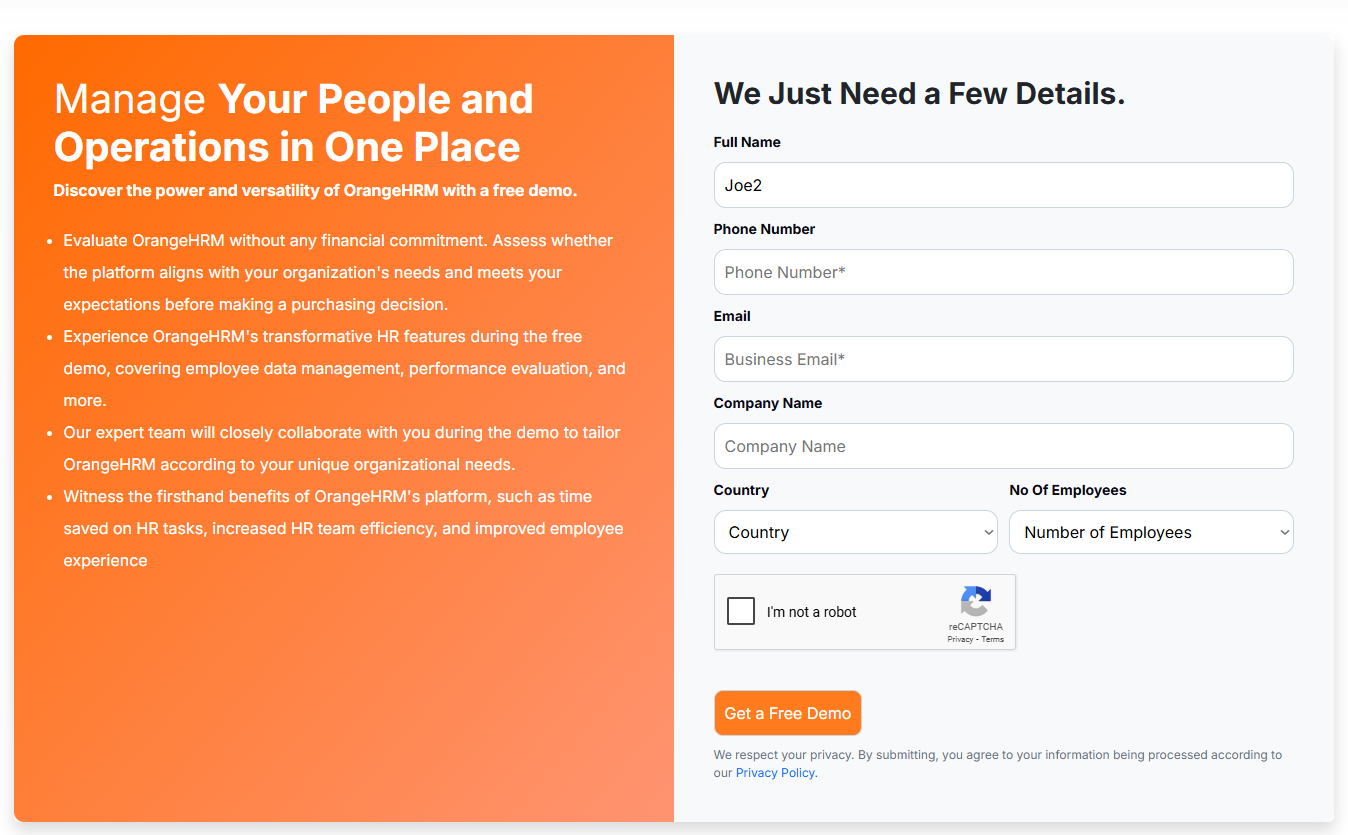 Manage Your People and
Operations in One Place
Discover the power and versatility of OrangeHRM with a free demo.
Evaluate OrangeHRM without any financial commitment. Assess whether
the platform aligns with your organization's needs and meets your
expectations before making a purchasing decision.
Experience OrangeHRM's transformative HR features during the free
demo, covering employee data management, performance evaluation, and
more.
Our expert team will closely collaborate with you during the demo to tailor
OrangeHRM according to your unique organizational needs.
Witness the firsthand benefits of OrangeHRM's platform, such as time
saved on HR tasks, increased HR team efficiency, and improved employee
experience
We Just Need a Few Details.
Full Name
Joe2
Phone Number
Phone Number*
Email
Business Email*
Company Name
Company Name
Country No Of Employees
Country Number of Employees
I'm not a robot
reCAPTCHA
Privacy - Terms
Get a Free Demo
We respect your privacy. By submitting, you agree to your information being processed according to
our Privacy Policy.